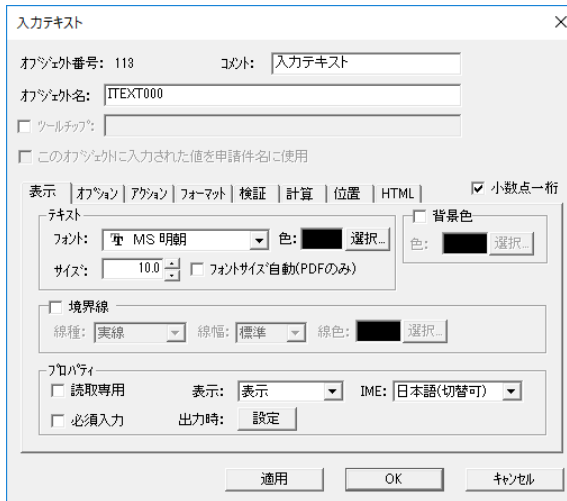 入力テキスト
オブジェクト番号: 113 コメント: 入力テキスト
オブジェクト名: ITEXT000
ツールチップ:
このオブジェクトに入力された値を申請件名に使用
表示 オプション アクション フォーマット 検証 計算 位置 HTML 小数点一桁
テキスト 背景色
フォント: MS 明朝 色: 選択... 色: 選択...
サイズ: 10.0 フォントサイズ自動(PDFのみ)
境界線
線種: 実線 線幅: 標準 線色: 選択...
プロパティ
読取専用 表示: 表示 IME: 日本語(切替可)
必須入力 出力時: 設定
適用 OK キャンセル